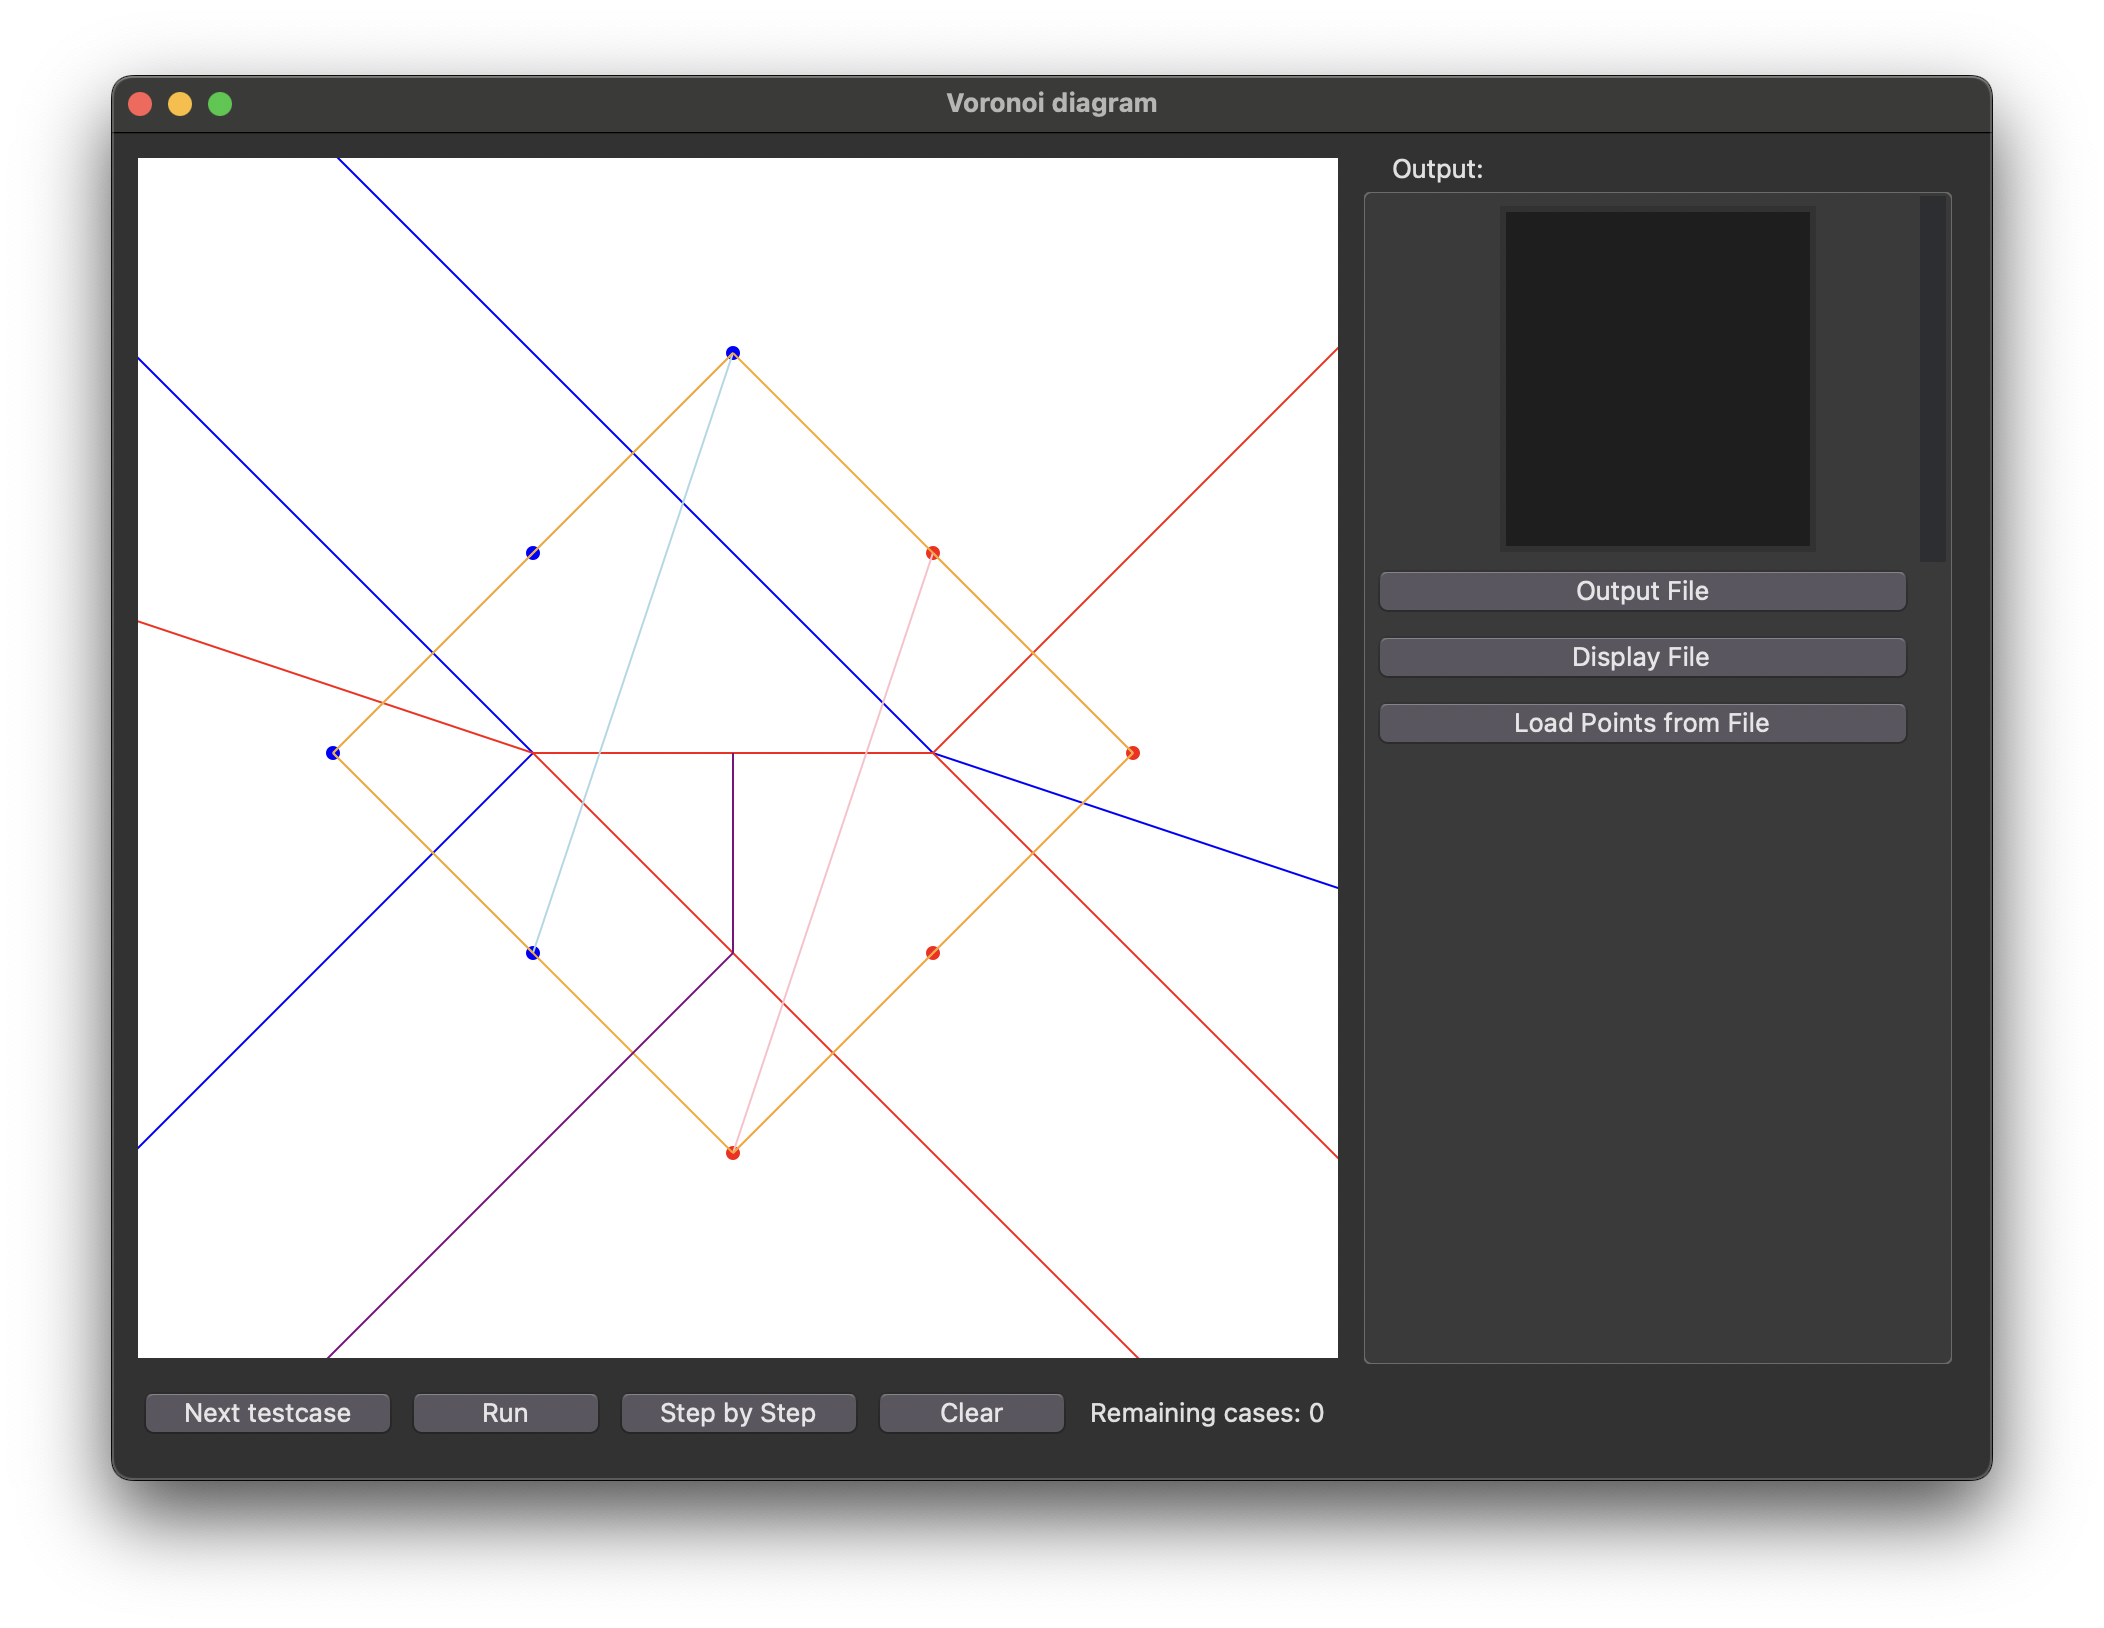 Voronoi diagram
Output:
Output File
Display File
Load Points from File
Next testcase
Run
Step by Step
Clear
Remaining cases: 0